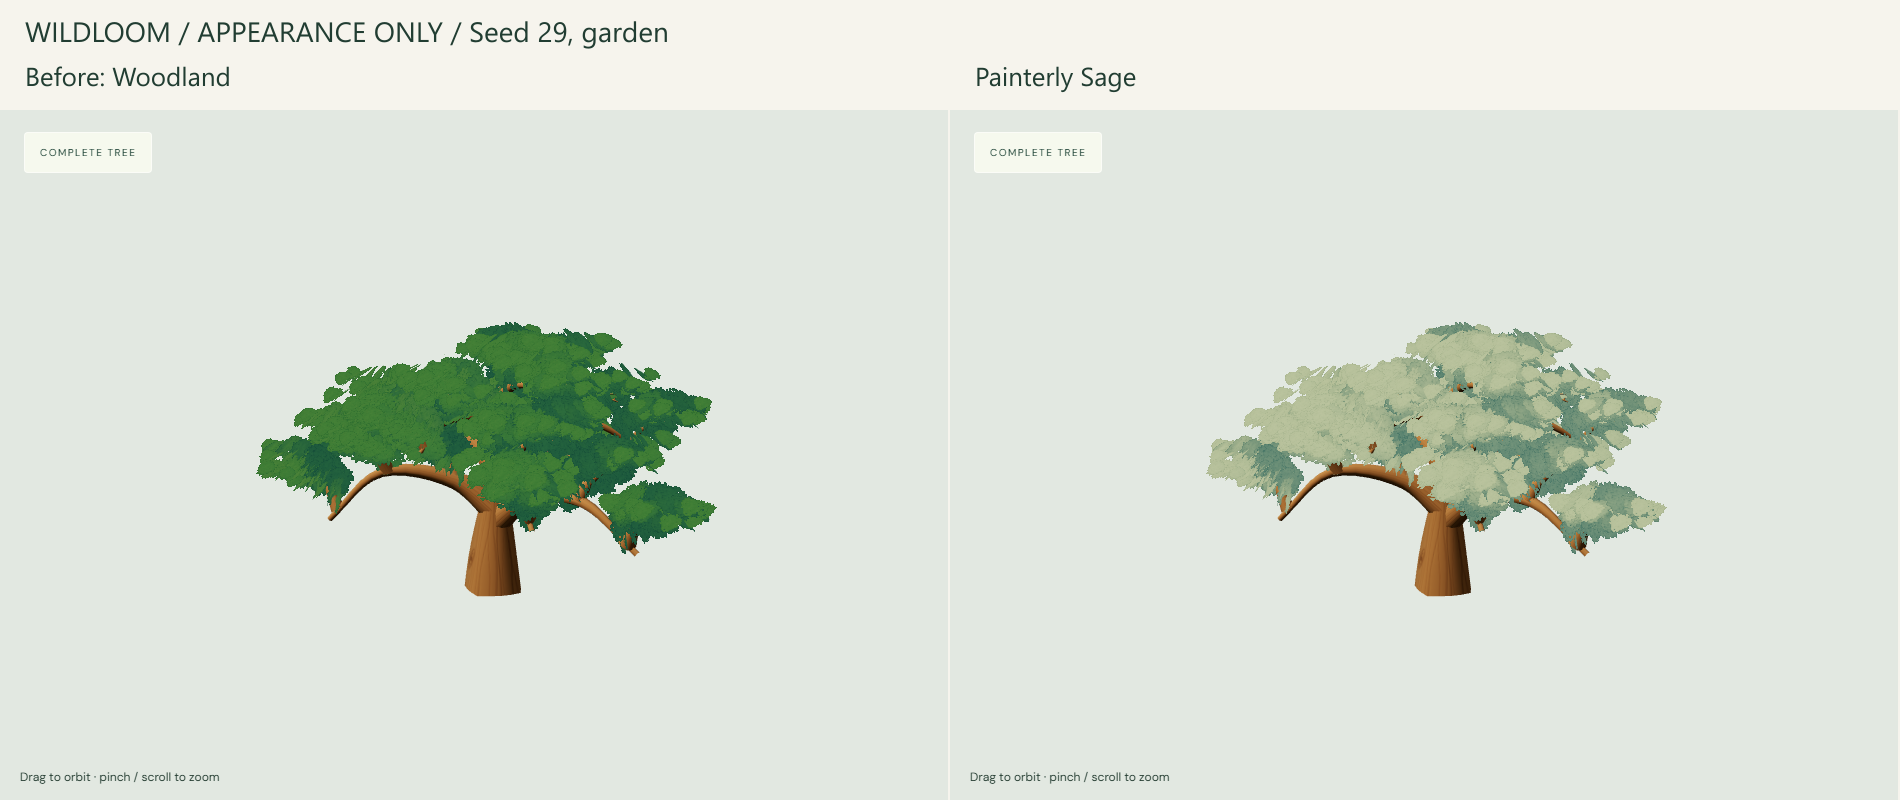 WILDLOOM / APPEARANCE ONLY / Seed 29, garden
Before: Woodland
Painterly Sage
COMPLETE TREE
COMPLETE TREE
Drag to orbit · pinch / scroll to zoom
Drag to orbit · pinch / scroll to zoom